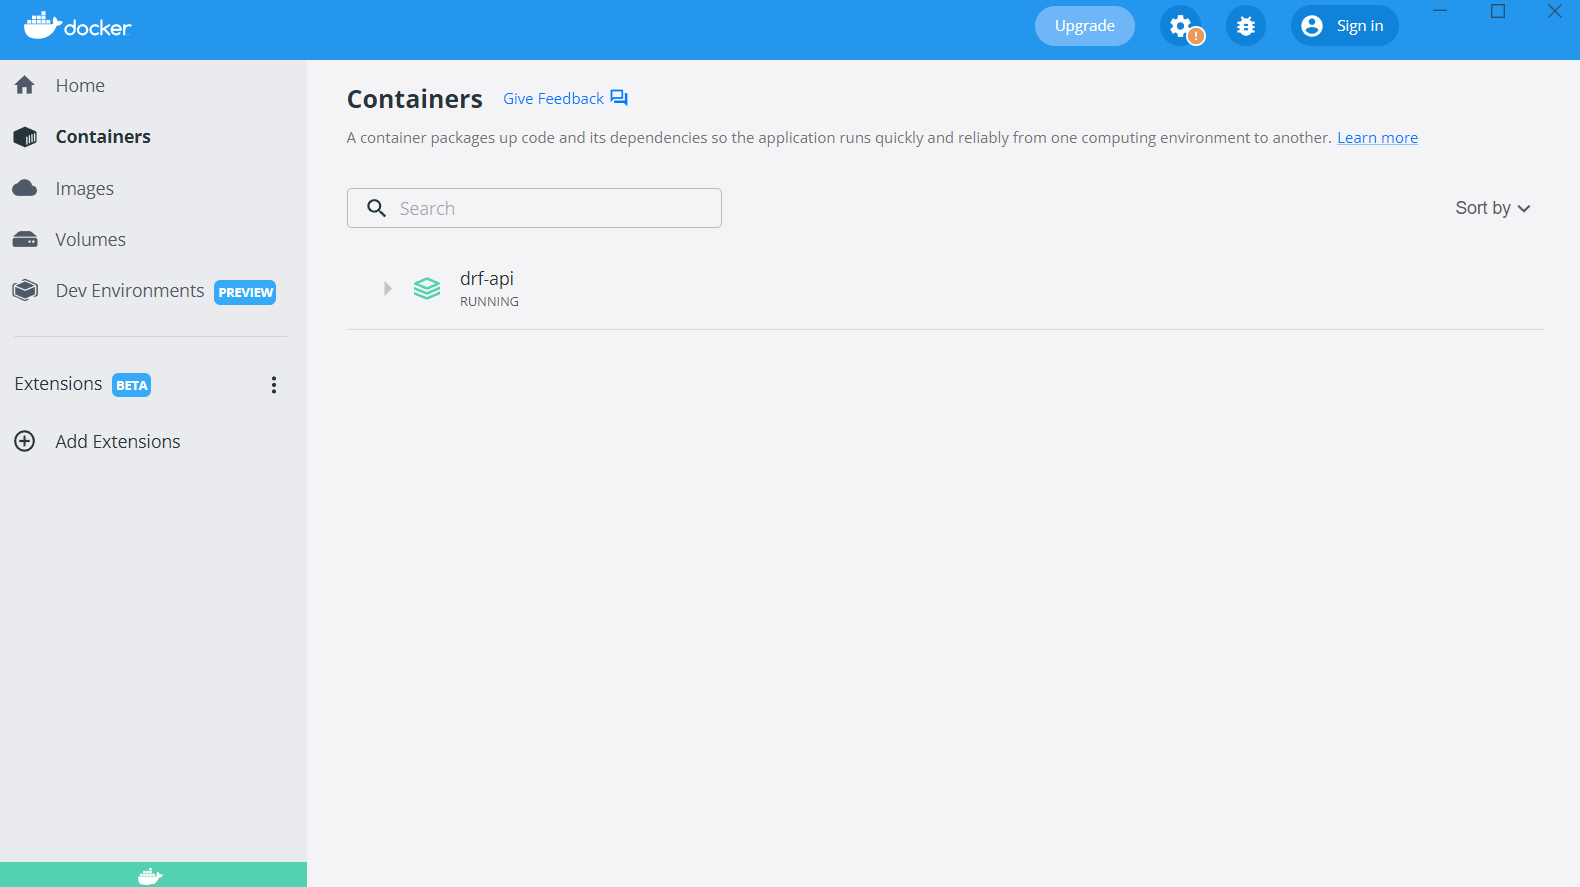 docker
Upgrade
!
Sign in
Home
Containers
Images
Volumes
Dev Environments PREVIEW
Extensions BETA
Add Extensions
Containers Give Feedback
A container packages up code and its dependencies so the application runs quickly and reliably from one computing environment to another. Learn more
Search
Sort by
drf-api
RUNNING